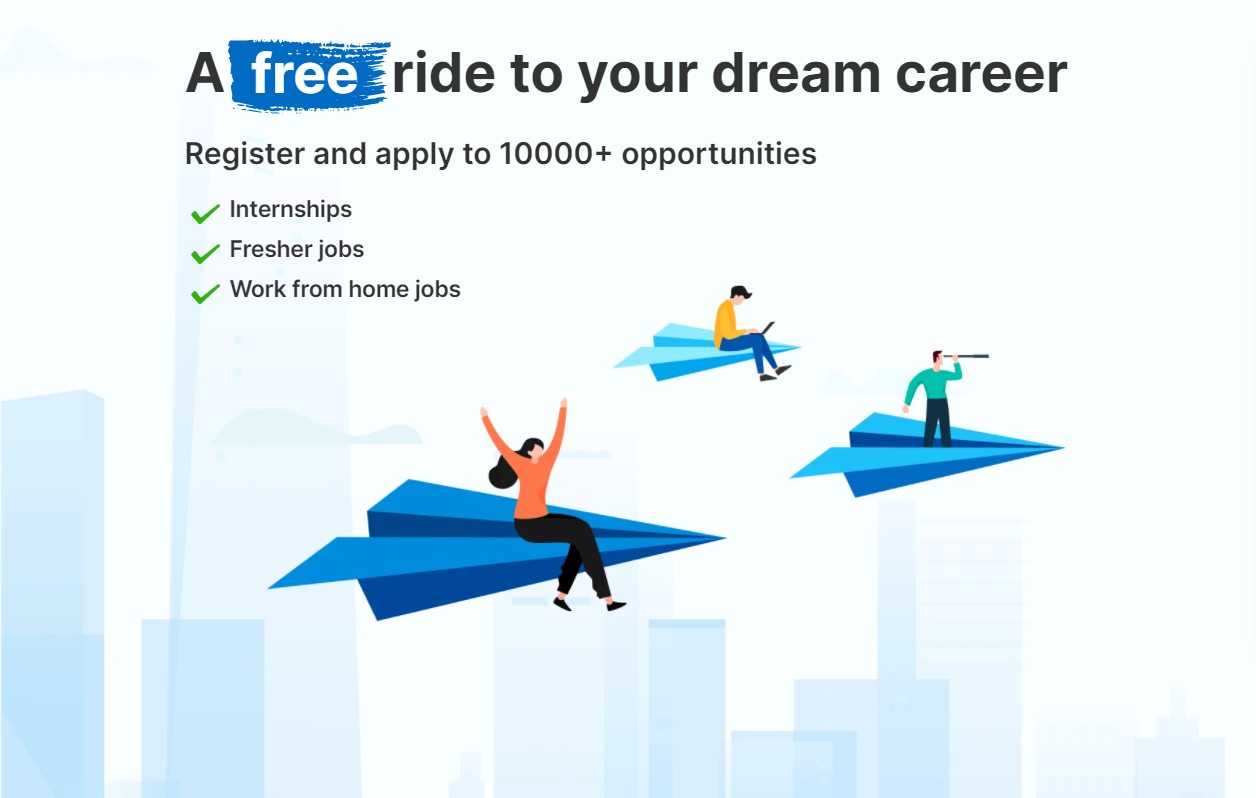 A free ride to your dream career
Register and apply to 10000+ opportunities
Internships
Fresher jobs
Work from home jobs